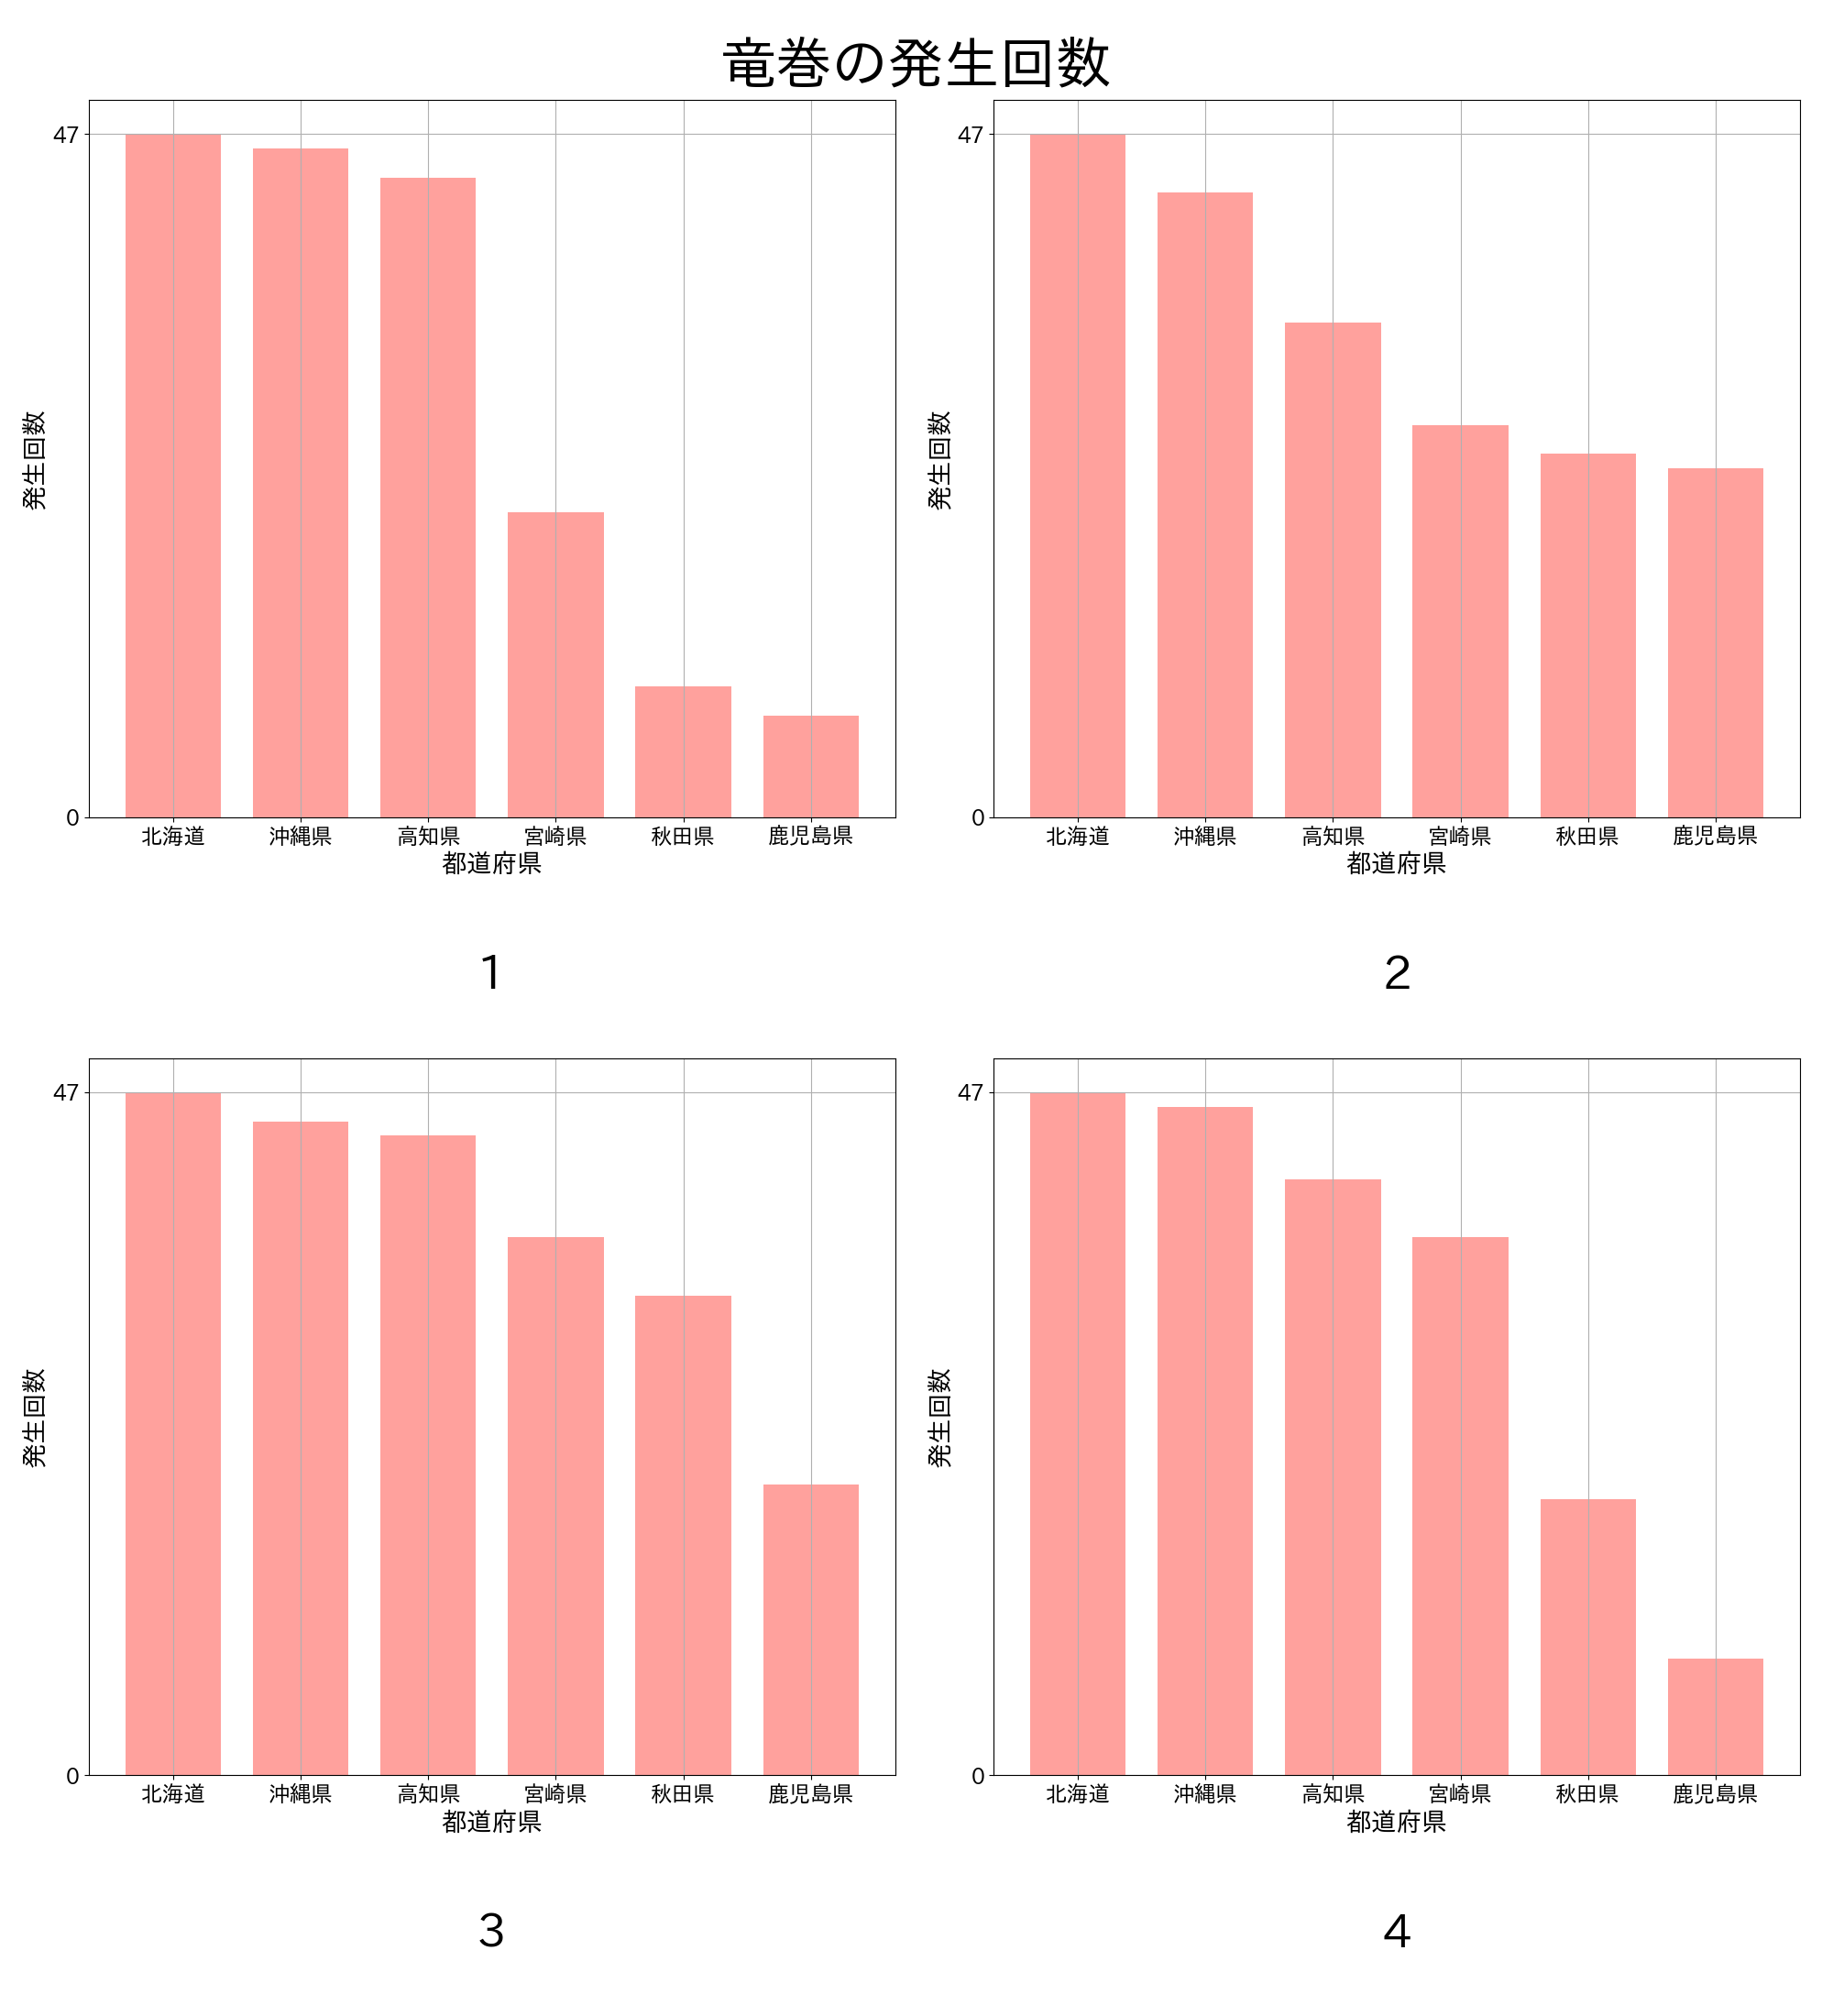 竜巻の発生回数
47
0
発生回数
北海道 沖縄県 高知県 宮崎県 秋田県 鹿児島県
都道府県
1
47
0
発生回数
北海道 沖縄県 高知県 宮崎県 秋田県 鹿児島県
都道府県
2
47
0
発生回数
北海道 沖縄県 高知県 宮崎県 秋田県 鹿児島県
都道府県
3
47
0
発生回数
北海道 沖縄県 高知県 宮崎県 秋田県 鹿児島県
都道府県
4